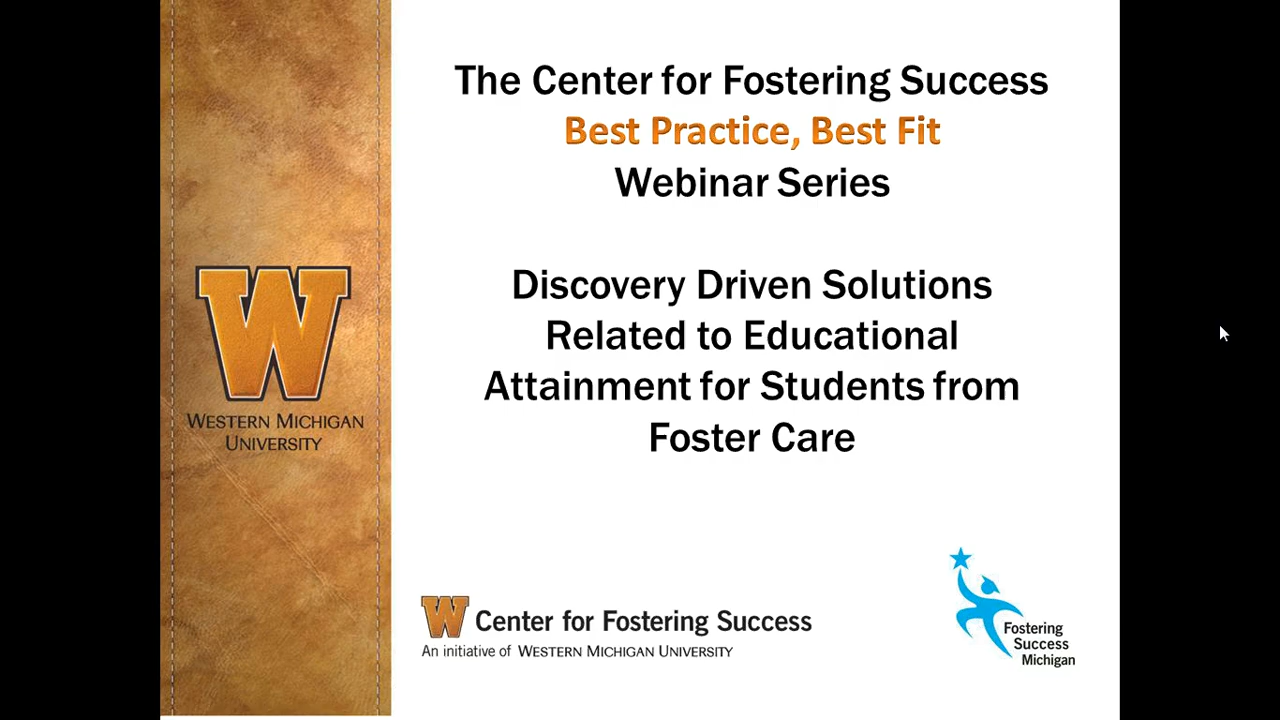 The Center for Fostering Success
Best Practice, Best Fit
Webinar Series
Discovery Driven Solutions
Related to Educational
Attainment for Students from
Foster Care
W
WESTERN MICHIGAN
UNIVERSITY
W Center for Fostering Success
An initiative of WESTERN MICHIGAN UNIVERSITY
Fostering
Success
Michigan